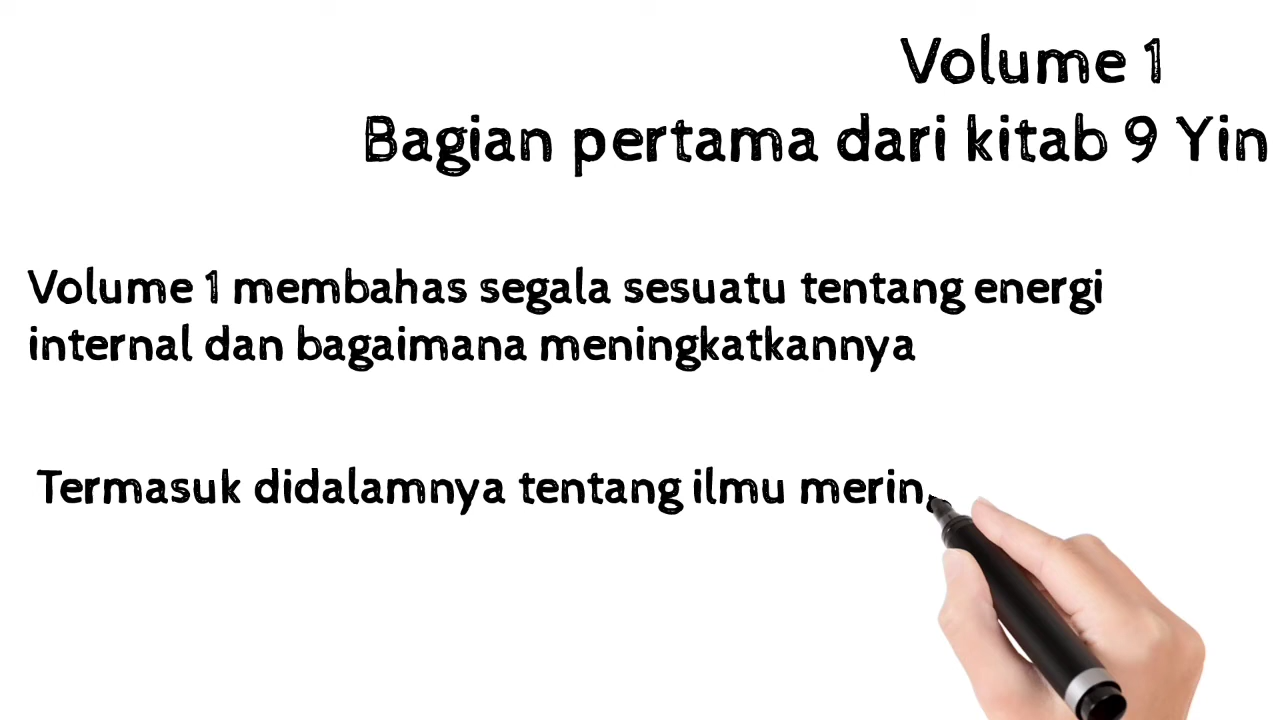 Volume 1
Bagian pertama dari kitab 9 Yin
Volume 1 membahas segala sesuatu tentang energi
internal dan bagaimana meningkatkannya
Termasuk didalamnya tentang ilmu merin